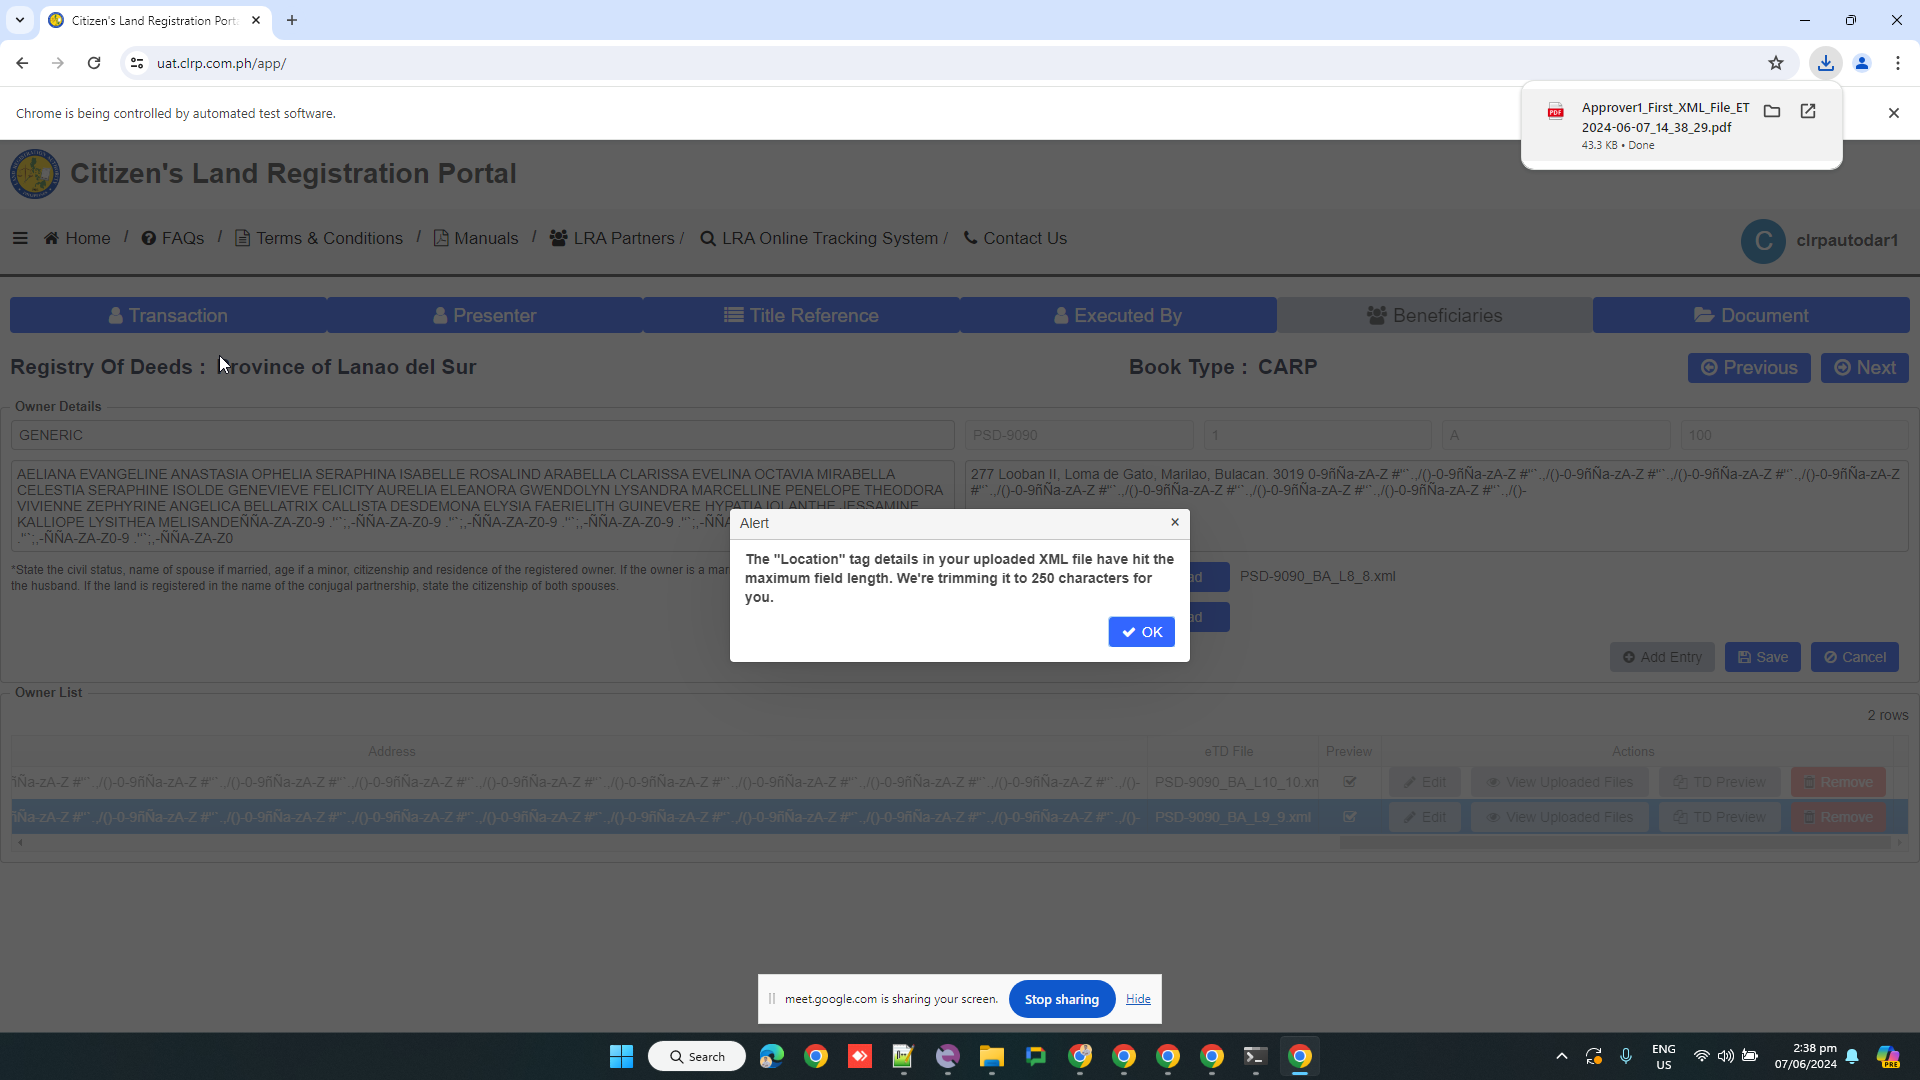 Citizen's Land Registration Porta
uat.clrp.com.ph/app/
Chrome is being controlled by automated test software.
Approver1_First_XML_File_ET
2024-06-07_14_38_29.pdf
43.3 KB • Done
Citizen's Land Registration Portal
Home / FAQs / Terms & Conditions / Manuals / LRA Partners / LRA Online Tracking System / Contact Us
C clrpautodar1
Transaction Presenter Title Reference Executed By Beneficiaries Document
Registry Of Deeds : Province of Lanao del Sur Book Type : CARP Previous Next
Owner Details
GENERIC PSD-9090 1 A 100
AELIANA EVANGELINE ANASTASIA OPHELIA SERAPHINA ISABELLE ROSALIND ARABELLA CLARISSA EVELINA OCTAVIA MIRABELLA
CELESTIA SERAPHINE ISOLDE GENEVIEVE FELICITY AURELIA ELEANORA GWENDOLYN LYSANDRA MARCELLINE PENELOPE THEODORA
VIVIENNE ZEPHYRINE ANGELICA BELLATRIX CALLISTA DESDEMONA ELYSIA FAERIELITH GUINEVERE HYPATIA IOLANTHE JESSAMINE
KALLIOPE LYSITHEA MELISANDEÑÑA-ZA-Z0-9 ."`;,-ÑÑA-ZA-Z0-9 ."`;,-ÑÑA-ZA-Z0-9 ."`;,-ÑÑA
."`;,-ÑÑA-ZA-Z0-9 ."`;,-ÑÑA-ZA-Z0
277 Looban II, Loma de Gato, Marilao, Bulacan. 3019 0-9ñÑa-zA-Z #"'`.,/()-0-9ñÑa-zA-Z #"'`.,/()-0-9ñÑa-zA-Z #"'`.,/()-0-9ñÑa-zA-Z #"'`.,/()-0-9ñÑa-zA-Z
#"'`.,/()-0-9ñÑa-zA-Z #"'`.,/()-0-9ñÑa-zA-Z #"'`.,/()-0-9ñÑa-zA-Z #"'`.,/()-0-9ñÑa-zA-Z #"'`.,/()-
*State the civil status, name of spouse if married, age if a minor, citizenship and residence of the registered owner. If the owner is a mar
the husband. If the land is registered in the name of the conjugal partnership, state the citizenship of both spouses.
Alert
The "Location" tag details in your uploaded XML file have hit the
maximum field length. We're trimming it to 250 characters for
you.
OK
ad PSD-9090_BA_L8_8.xml
ad
Add Entry Save Cancel
Owner List
2 rows
Address eTD File Preview Actions
ñÑa-zA-Z #"'`.,/()-0-9ñÑa-zA-Z #"'`.,/()-0-9ñÑa-zA-Z #"'`.,/()-0-9ñÑa-zA-Z #"'`.,/()-0-9ñÑa-zA-Z #"'`.,/()-0-9ñÑa-zA-Z #"'`.,/()-0-9ñÑa-zA-Z #"'`.,/()-0-9ñÑa-zA-Z #"'`.,/()- PSD-9090_BA_L10_10.xn Edit View Uploaded Files TD Preview Remove
Ña-zA-Z #"'`.,/()-0-9ñÑa-zA-Z #"'`.,/()-0-9ñÑa-zA-Z #"'`.,/()-0-9ñÑa-zA-Z #"'`.,/()-0-9ñÑa-zA-Z #"'`.,/()-0-9ñÑa-zA-Z #"'`.,/()-0-9ñÑa-zA-Z #"'`.,/()-0-9ñÑa-zA-Z #"'`.,/()- PSD-9090_BA_L9_9.xml Edit View Uploaded Files TD Preview Remove
meet.google.com is sharing your screen. Stop sharing Hide
Search
ENG
US
2:38 pm
07/06/2024
PRE